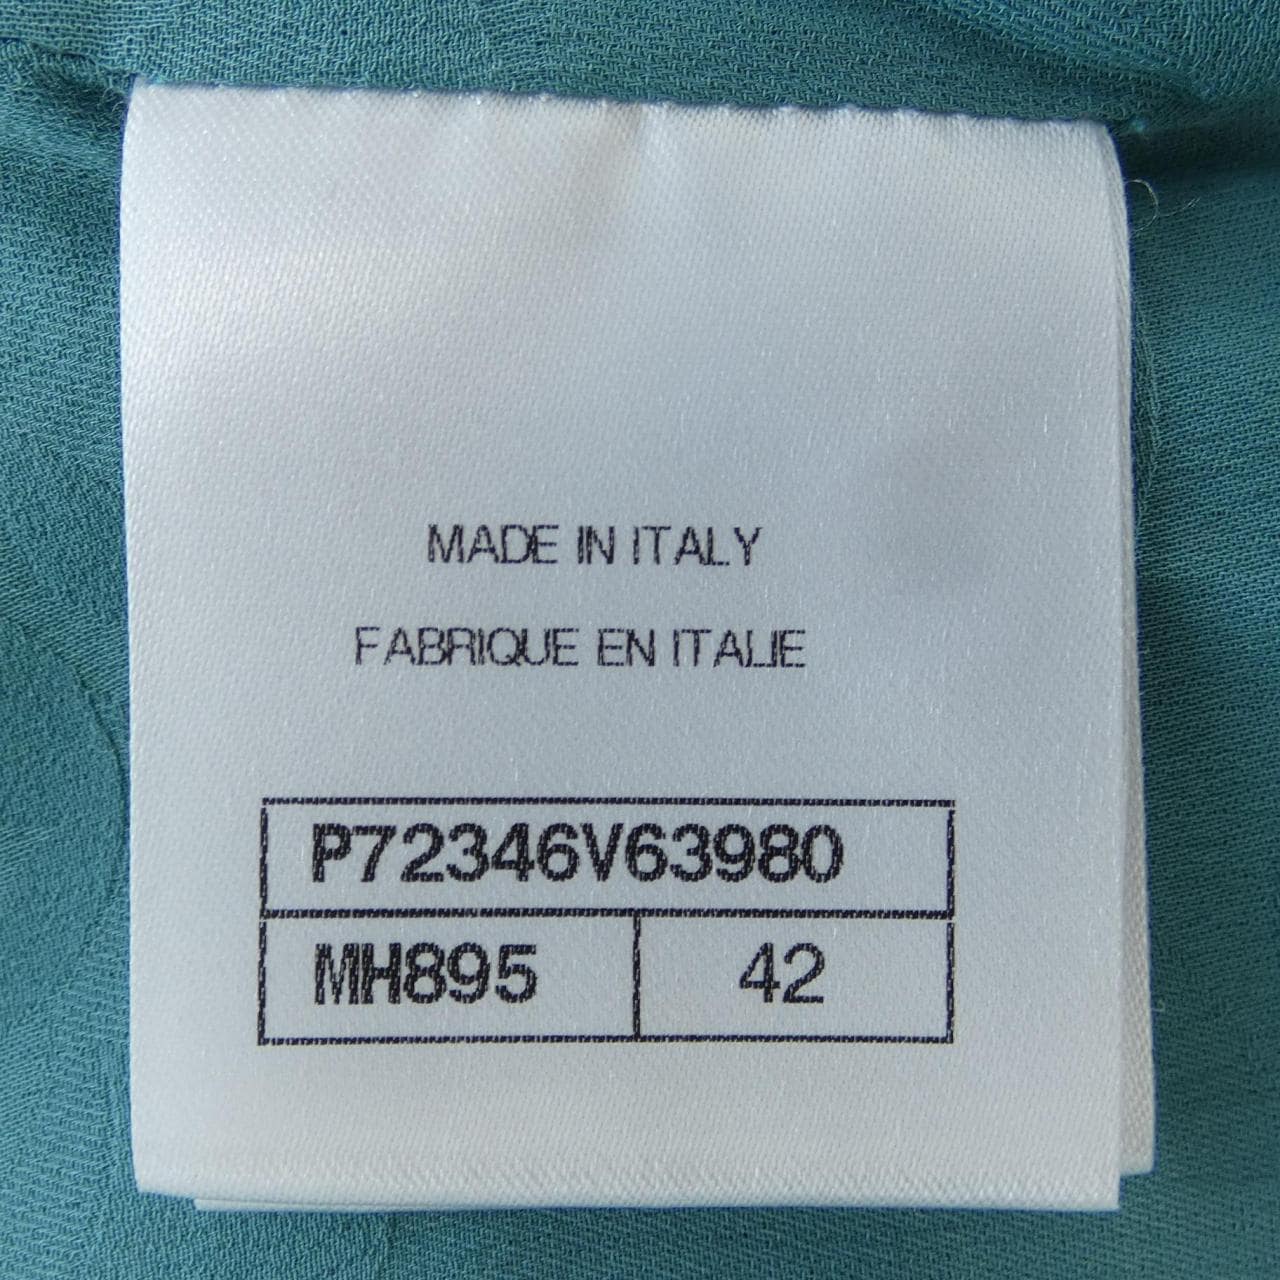 MADE IN ITALY
FABRIQUE EN ITALIE
P72346V63980
MH895 42